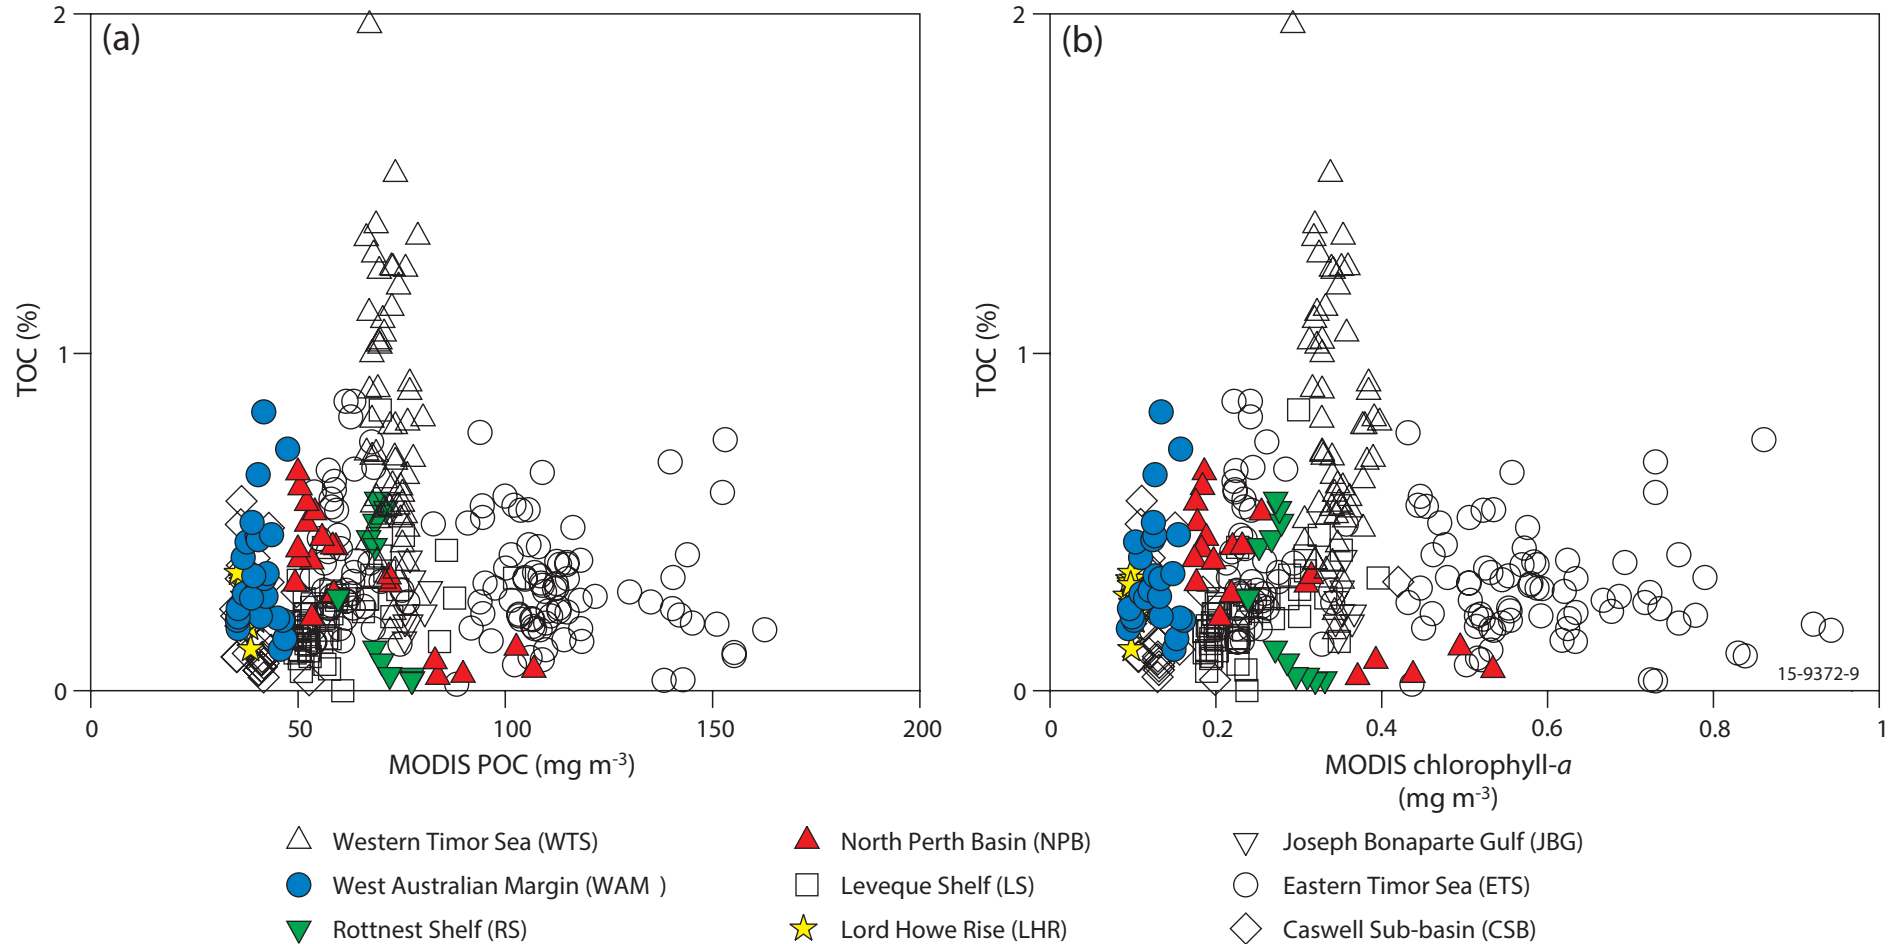 (a)
2
1
0
TOC (%)
0 50 100 150 200
MODIS POC (mg m-3)
(b)
2
1
0
TOC (%)
15-9372-9
0 0.2 0.4 0.6 0.8 1
MODIS chlorophyll-a
(mg m-3)
Western Timor Sea (WTS)
West Australian Margin (WAM )
Rottnest Shelf (RS)
North Perth Basin (NPB)
Leveque Shelf (LS)
Lord Howe Rise (LHR)
Joseph Bonaparte Gulf (JBG)
Eastern Timor Sea (ETS)
Caswell Sub-basin (CSB)